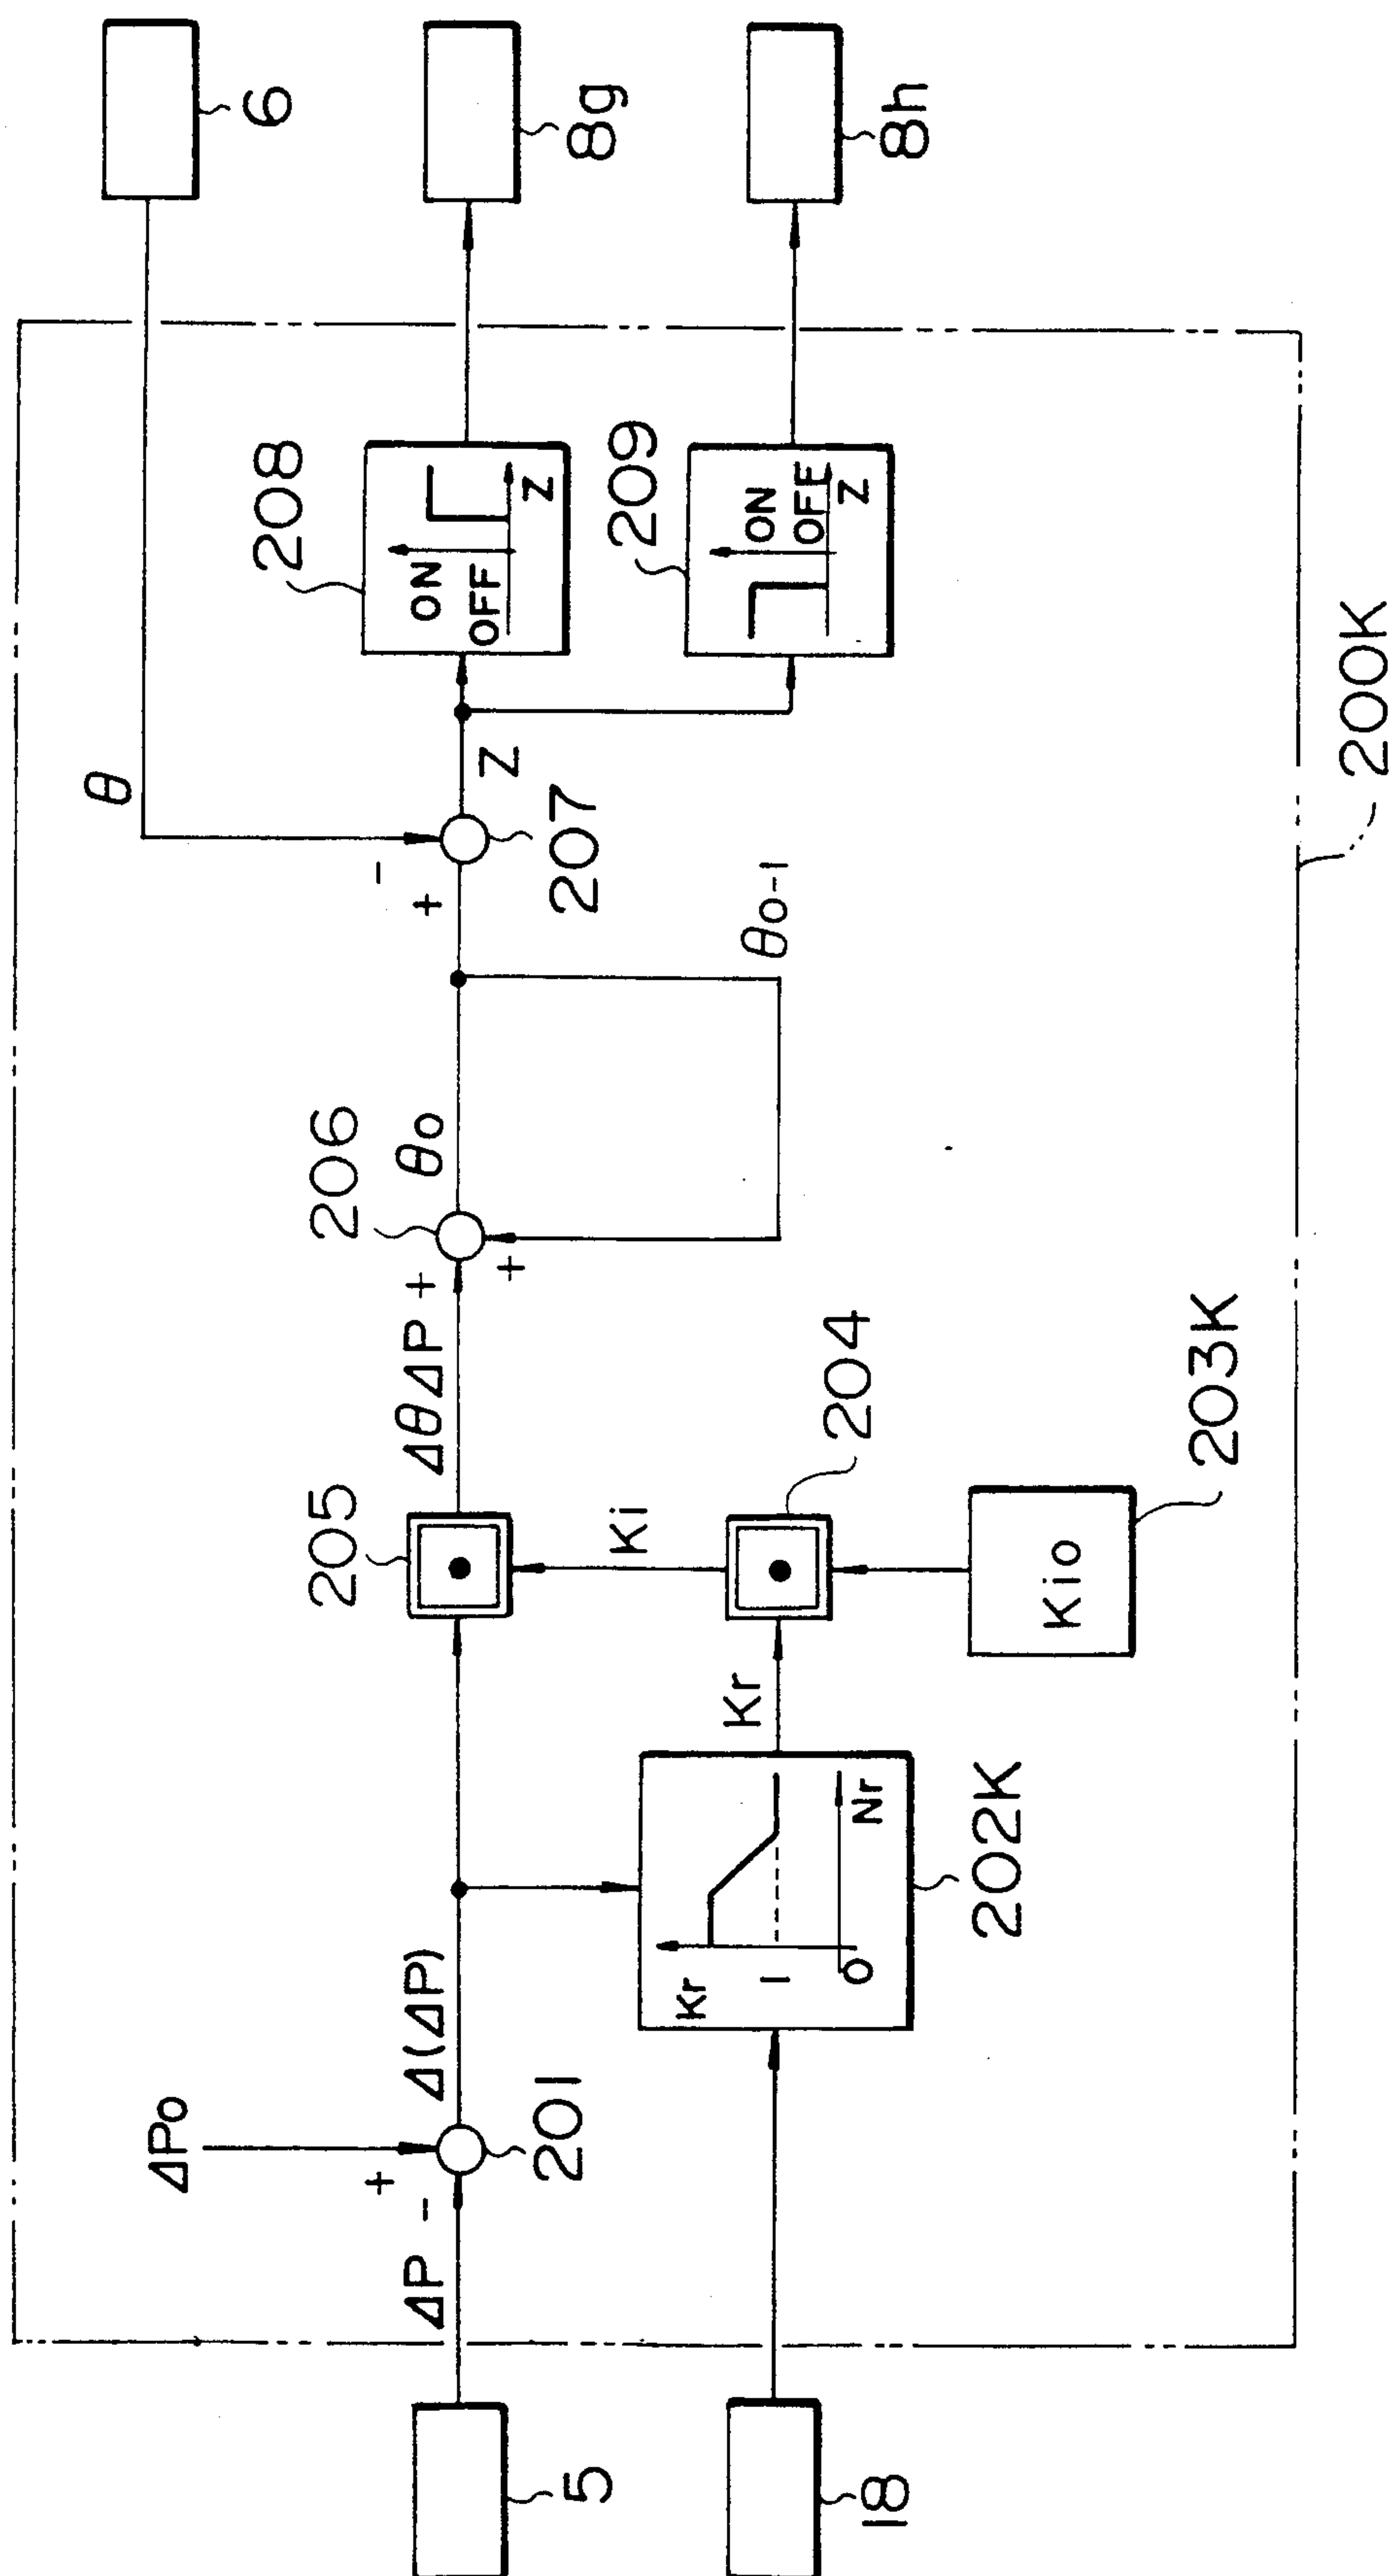 5
18
ΔP
-
+
ΔPo
201
Δ(ΔP)
Kr
1
0
Nr
202K
Kr
Kio
203K
204
Ki
205
ΔθΔP
+
+
206
θo
θo-1
+
-
207
θ
Z
208
ON
OFF
Z
209
ON
OFF
Z
6
8g
8h
200K